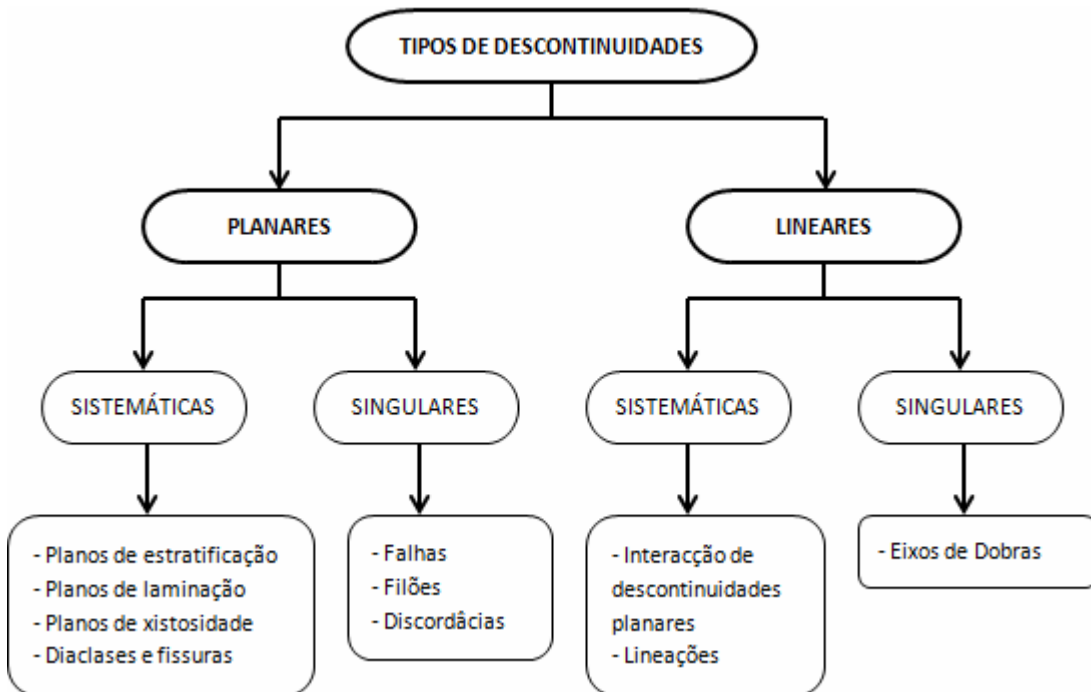 TIPOS DE DESCONTINUIDADES
PLANARES
LINEARES
SISTEMÁTICAS
SINGULARES
SISTEMÁTICAS
SINGULARES
- Planos de estratificação
- Planos de laminação
- Planos de xistosidade
- Diaclases e fissuras
- Falhas
- Filões
- Discordâcias
- Interacção de
descontinuidades
planares
- Lineações
- Eixos de Dobras